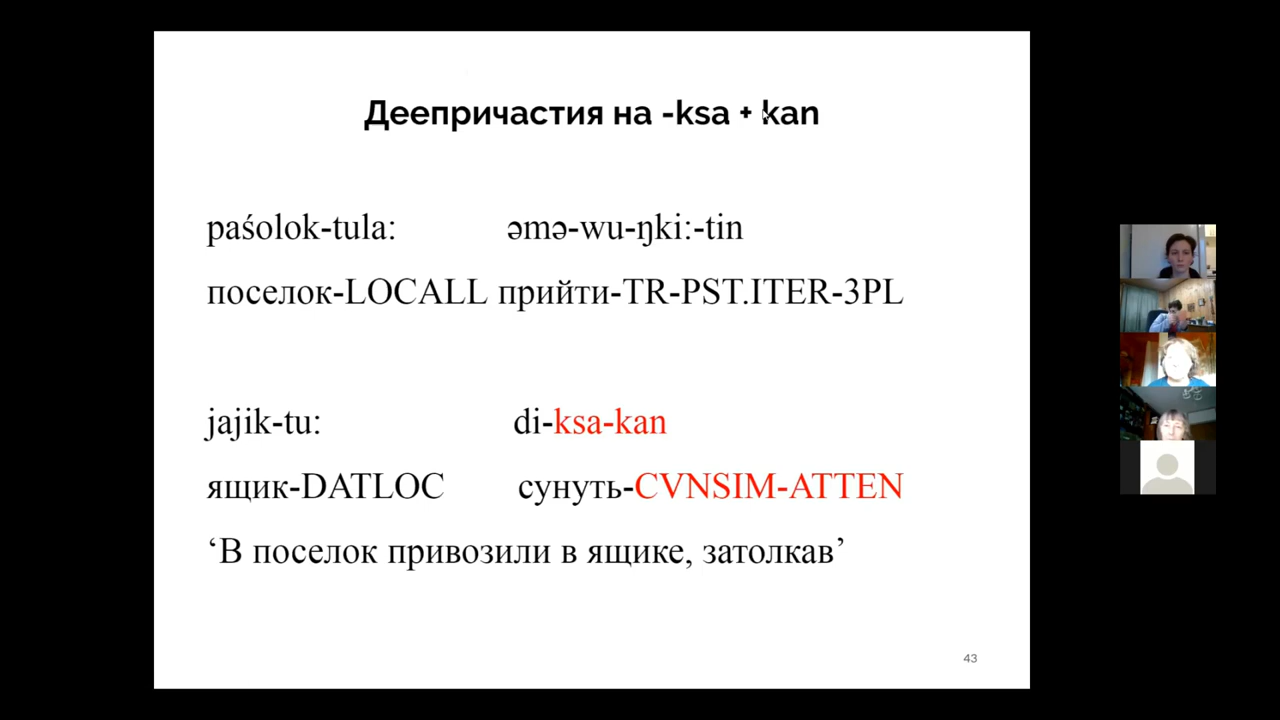 Деепричастия на -ksa + kan
paśolok-tula: əmə-wu-ŋki:-tin
поселок-LOCALL прийти-TR-PST.ITER-3PL
jajik-tu: di-ksa-kan
ящик-DATLOC сунуть-CVNSIM-ATTEN
‘В поселок привозили в ящике, затолкав’
43